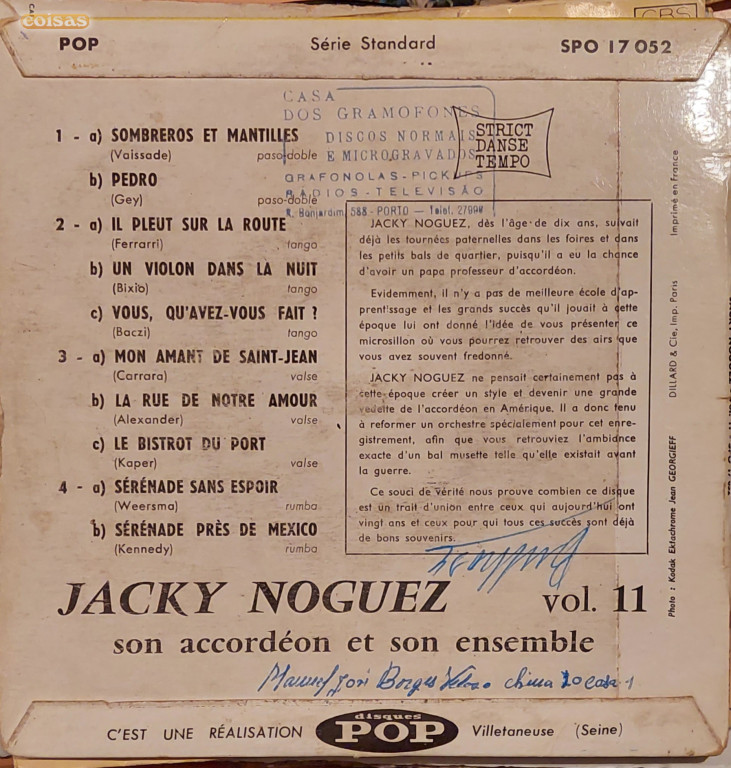 coisas
CBS
POP Série Standard SPO 17 052
CASA
DOS GRAMOFONES
DISCOS NORMAIS
E MICROGRAVADOS
GRAFONOLAS - PICK-UPS
RÁDIOS - TELEVISÃO
R. Bonjardim, 588 - PORTO — Telef.
STRICT
DANSE
TEMPO
1 - a) SOMBREROS ET MANTILLES
(Vaissade) paso-doble
b) PEDRO
(Gey) paso-doble
2 - a) IL PLEUT SUR LA ROUTE
(Ferrarri) tango
b) UN VIOLON DANS LA NUIT
(Bixio) tango
c) VOUS, QU'AVEZ-VOUS FAIT ?
(Baczi) tango
3 - a) MON AMANT DE SAINT-JEAN
(Carrara) valse
b) LA RUE DE NOTRE AMOUR
(Alexander) valse
c) LE BISTROT DU PORT
(Kaper) valse
4 - a) SÉRÉNADE SANS ESPOIR
(Weersma) rumba
b) SÉRÉNADE PRÈS DE MEXICO
(Kennedy) rumba
JACKY NOGUEZ, dès l'âge de dix ans, suivait
déjà les tournées paternelles dans les foires et dans
les petits bals de quartier, puisqu'il a eu la chance
d'avoir un papa professeur d'accordéon.
Evidemment, il n'y a pas de meilleure école d'ap-
prentissage et les grands succès qu'il jouait à cette
époque lui ont donné l'idée de vous présenter ce
microsillon où vous pourrez retrouver des airs que
vous avez souvent fredonné.
JACKY NOGUEZ ne pensait certainement pas à
cette époque créer un style et devenir une grande
vedette de l'accordéon en Amérique. Il a donc tenu
à reformer un orchestre spécialement pour cet enre-
gistrement, afin que vous retrouviez l'ambiance
exacte d'un bal musette telle qu'elle existait avant
la guerre.
Ce souci de vérité nous prouve combien ce disque
est un trait d'union entre ceux qui aujourd'hui ont
vingt ans et ceux pour qui tous ces succès sont déjà
de bons souvenirs.
Photo : Kodak Ektachrome Jean GEORGIEFF DILLARD & Cie, Imp. Paris Imprimé en France
JACKY NOGUEZ vol. 11
son accordéon et son ensemble
Manuel José Borges
C'EST UNE RÉALISATION disques POP Villetaneuse (Seine)